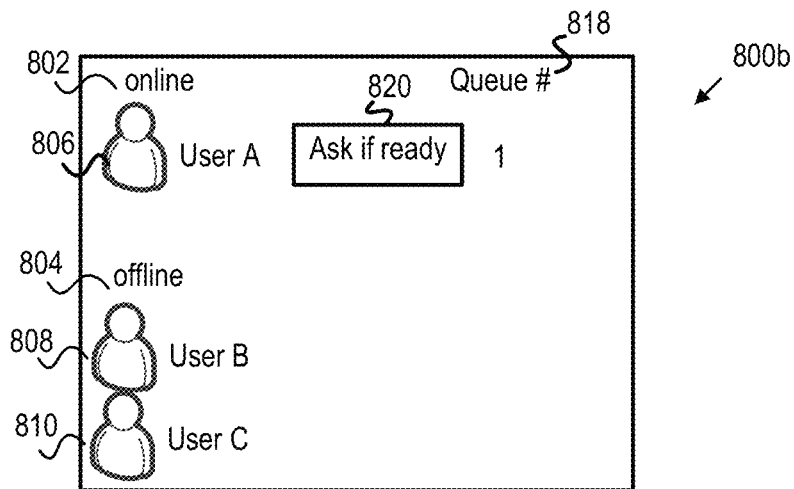 818
802 online Queue # 800b
820
806 User A Ask if ready 1
804 offline
808 User B
810 User C